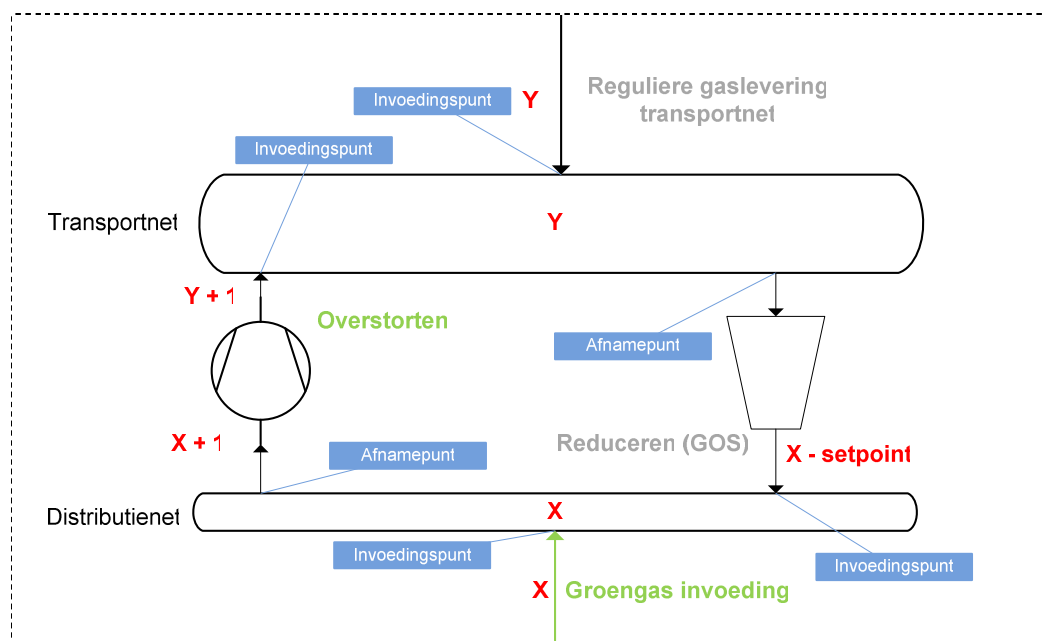 Reguliere gaslevering
transportnet
Invoedingspunt
Y
Invoedingspunt
Transportnet
Y
Y + 1
Overstorten
Afnamepunt
X + 1
Reduceren (GOS)
X - setpoint
Afnamepunt
Distributienet
X
Invoedingspunt
Invoedingspunt
X
Groengas invoeding